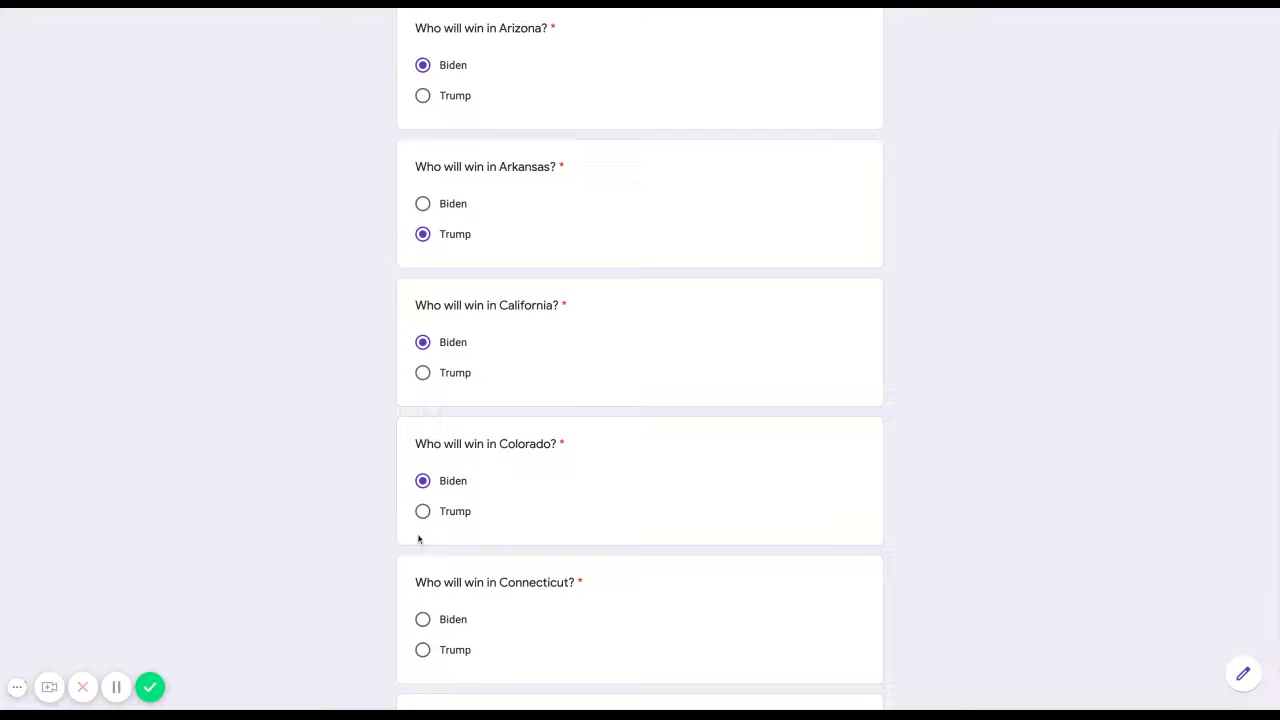 Who will win in Arizona? *
Biden
Trump
Who will win in Arkansas? *
Biden
Trump
Who will win in California? *
Biden
Trump
Who will win in Colorado? *
Biden
Trump
Who will win in Connecticut? *
Biden
Trump